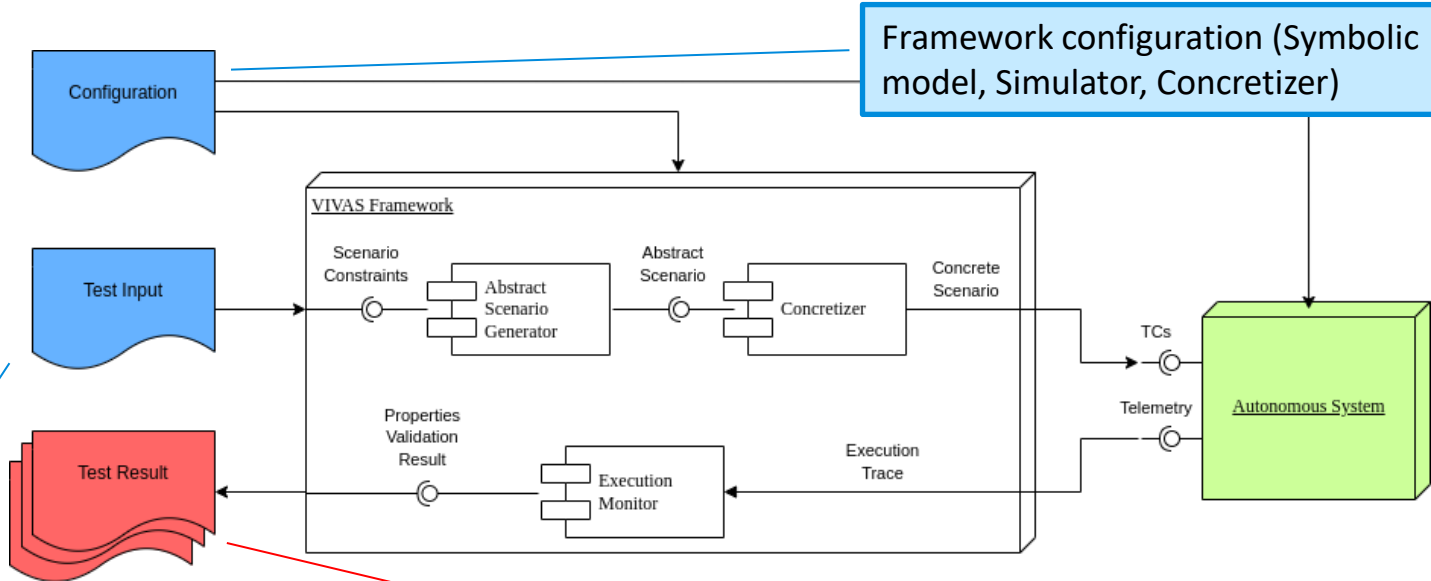 Framework configuration (Symbolic
model, Simulator, Concretizer)
Configuration
VIVAS Framework
Scenario
Constraints
Abstract
Scenario
Generator
Abstract
Scenario
Concretizer
Concrete
Scenario
Test Input
TCs
Telemetry
Autonomous System
Test Result
Properties
Validation
Result
Execution
Monitor
Execution
Trace